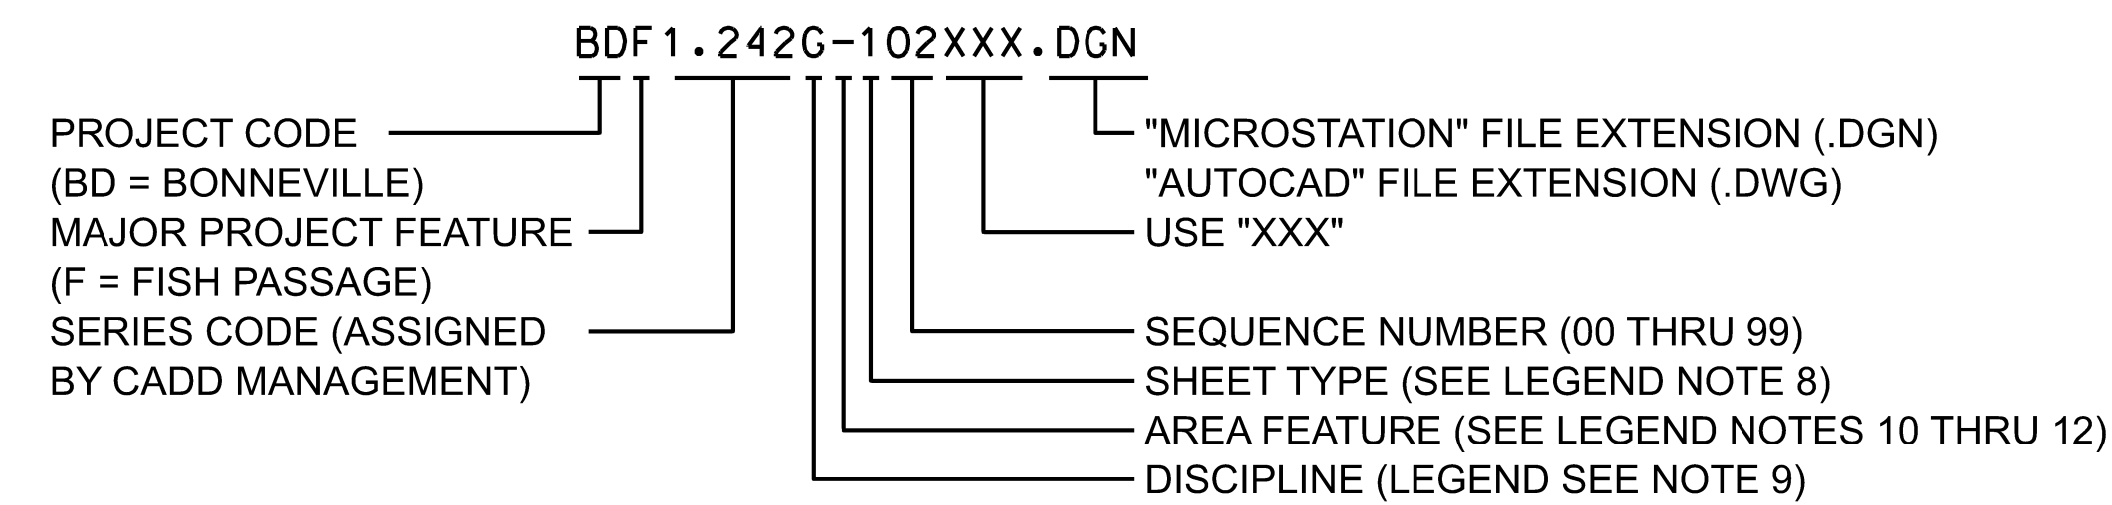 BDF1.242G-102XXX.DGN
PROJECT CODE
(BD = BONNEVILLE)
MAJOR PROJECT FEATURE
(F = FISH PASSAGE)
SERIES CODE (ASSIGNED
BY CADD MANAGEMENT)
"MICROSTATION" FILE EXTENSION (.DGN)
"AUTOCAD" FILE EXTENSION (.DWG)
USE "XXX"
SEQUENCE NUMBER (00 THRU 99)
SHEET TYPE (SEE LEGEND NOTE 8)
AREA FEATURE (SEE LEGEND NOTES 10 THRU 12)
DISCIPLINE (LEGEND SEE NOTE 9)